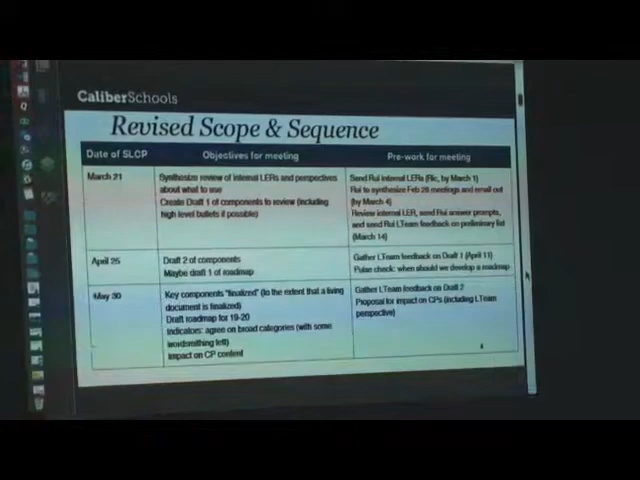 CaliberSchools
Revised Scope & Sequence
Date of SLCP
Objectives for meeting
Pre-work for meeting
March 21
Synthesize review of internal LERs and perspectives
about what to use
Create Draft 1 of components to review (including
high level bullets if possible)
Send Rui internal LERs (Ric, by March 1)
Rui to synthesize Feb 28 meetings and email out
(by March 4)
Review internal LER, send Rui answer prompts,
and send Rui LTeam feedback on preliminary list
(March 14)
April 25
Draft 2 of components
Maybe draft 1 of roadmap
Gather LTeam feedback on Draft 1 (April 11)
Pulse check: when should we develop a roadmap
May 30
Key components "finalized" (to the extent that a living
document is finalized)
Draft roadmap for 19-20
Indicators: agree on broad categories (with some
wordsmithing left)
Impact on CP content
Gather LTeam feedback on Draft 2
Proposal for impact on CPs (including LTeam
perspective)